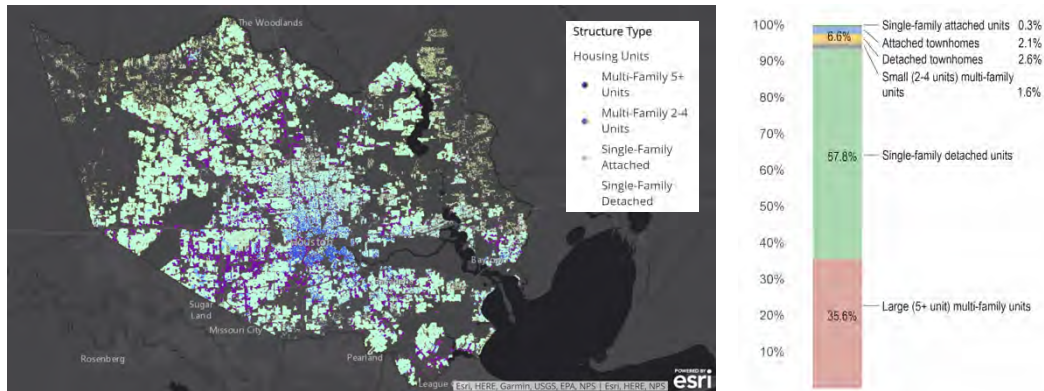 The Woodlands
Houston
Sugar
Land
Missouri City
Rosenberg
Pearland
League
Esri, HERE, Garmin, USGS, EPA, NPS | Esri, HERE, NPS
POWERED BY
esri
Structure Type
Housing Units
Multi-Family 5+
Units
Multi-Family 2-4
Units
Single-Family
Attached
Single-Family
Detached
100%
90%
80%
70%
60%
50%
40%
30%
20%
10%
6.6%
57.8%
35.6%
Single-family attached units 0.3%
Attached townhomes 2.1%
Detached townhomes 2.6%
Small (2-4 units) multi-family
units 1.6%
Single-family detached units
Large (5+ unit) multi-family units